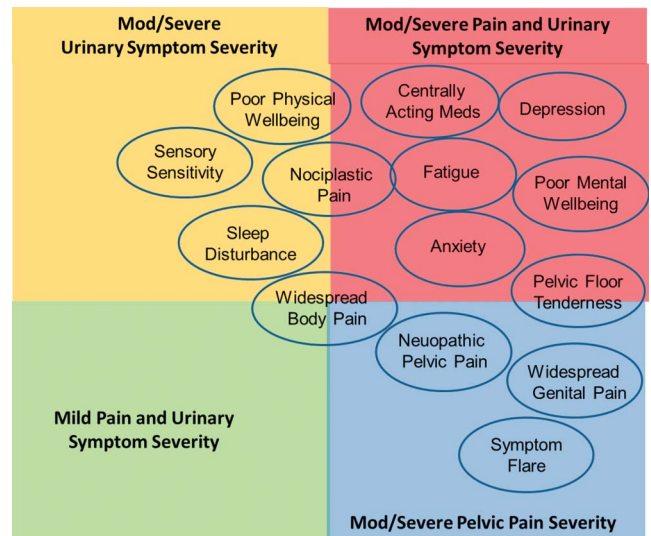 Mod/Severe
Urinary Symptom Severity
Mod/Severe Pain and Urinary
Symptom Severity
Poor Physical
Wellbeing
Centrally
Acting Meds
Depression
Sensory
Sensitivity
Nociplastic
Pain
Fatigue
Poor Mental
Wellbeing
Sleep
Disturbance
Anxiety
Pelvic Floor
Tenderness
Widespread
Body Pain
Neuopathic
Pelvic Pain
Widespread
Genital Pain
Mild Pain and Urinary
Symptom Severity
Symptom
Flare
Mod/Severe Pelvic Pain Severity